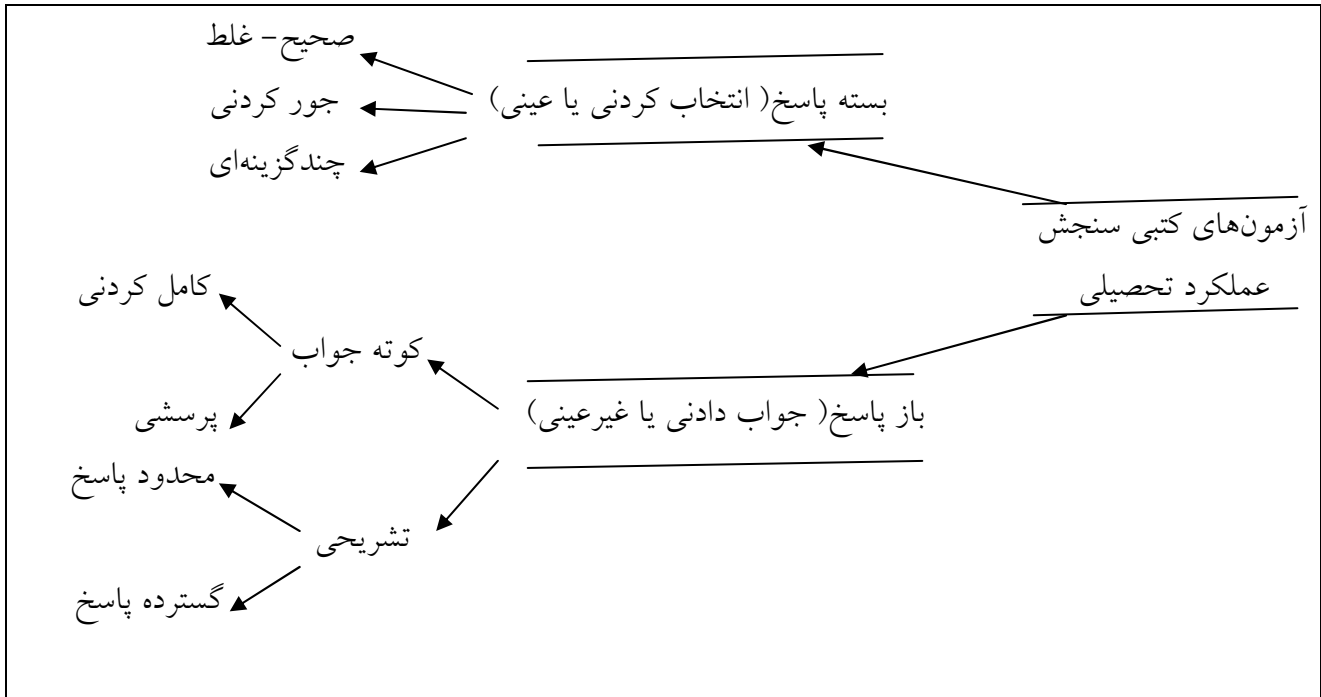 آزمون‌های کتبی سنجش
عملکرد تحصیلی
بسته پاسخ( انتخاب کردنی یا عینی)
صحیح- غلط
جور کردنی
چندگزینه‌ای
باز پاسخ( جواب دادنی یا غیرعینی)
کوته جواب
کامل کردنی
پرسشی
تشریحی
محدود پاسخ
گسترده پاسخ